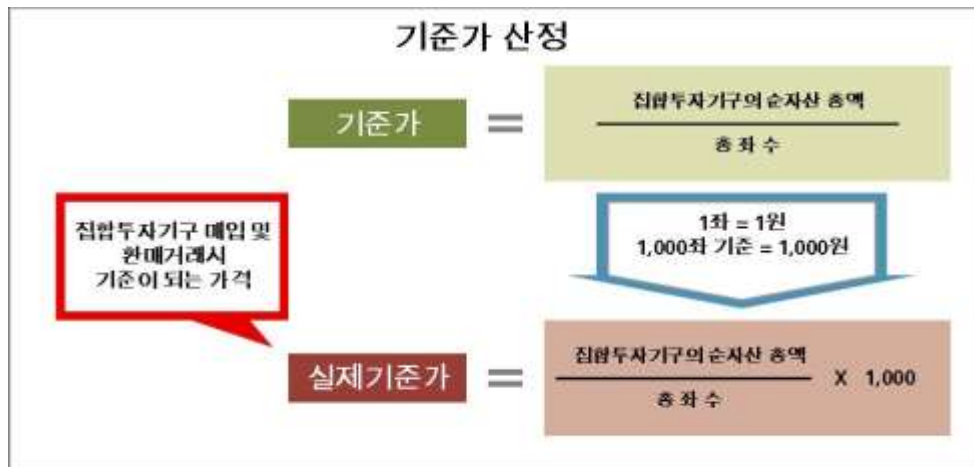 기준가 산정
기준가
=
집합투자기구의 순자산 총액
총 좌 수
집합투자기구 매입 및
환매거래시
기준이 되는 가격
1좌 = 1원
1,000좌 기준 = 1,000원
실제기준가
=
집합투자기구의 순자산 총액
총 좌 수
X 1,000